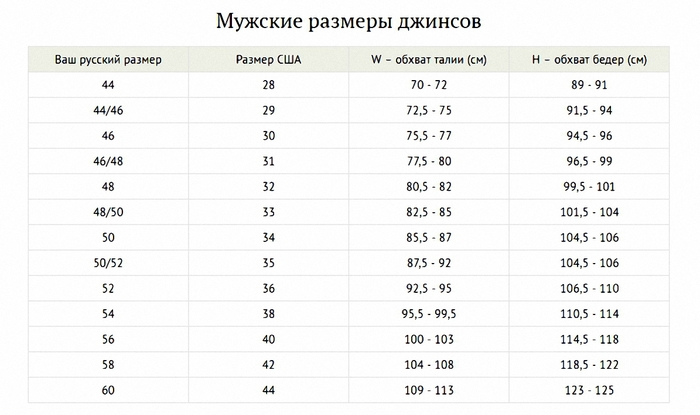 Мужские размеры джинсов
Ваш русский размер Размер США W – обхват талии (см) H – обхват бедер (см)
44 28 70 - 72 89 - 91
44/46 29 72,5 - 75 91,5 - 94
46 30 75,5 - 77 94,5 - 96
46/48 31 77,5 - 80 96,5 - 99
48 32 80,5 - 82 99,5 - 101
48/50 33 82,5 - 85 101,5 - 104
50 34 85,5 - 87 104,5 - 106
50/52 35 87,5 - 92 104,5 - 106
52 36 92,5 - 95 106,5 - 110
54 38 95,5 - 99,5 110,5 - 114
56 40 100 - 103 114,5 - 118
58 42 104 - 108 118,5 - 122
60 44 109 - 113 123 - 125